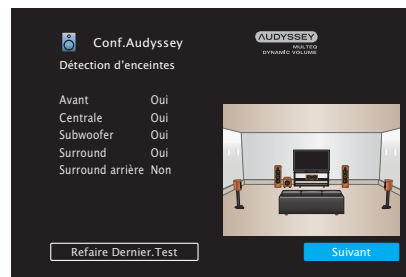 Conf.Audyssey
AUDYSSEY
MULTEQ
DYNAMIC VOLUME
Détection d'enceintes
Avant Oui
Centrale Oui
Subwoofer Oui
Surround Oui
Surround arrière Non
Refaire Dernier.Test
Suivant